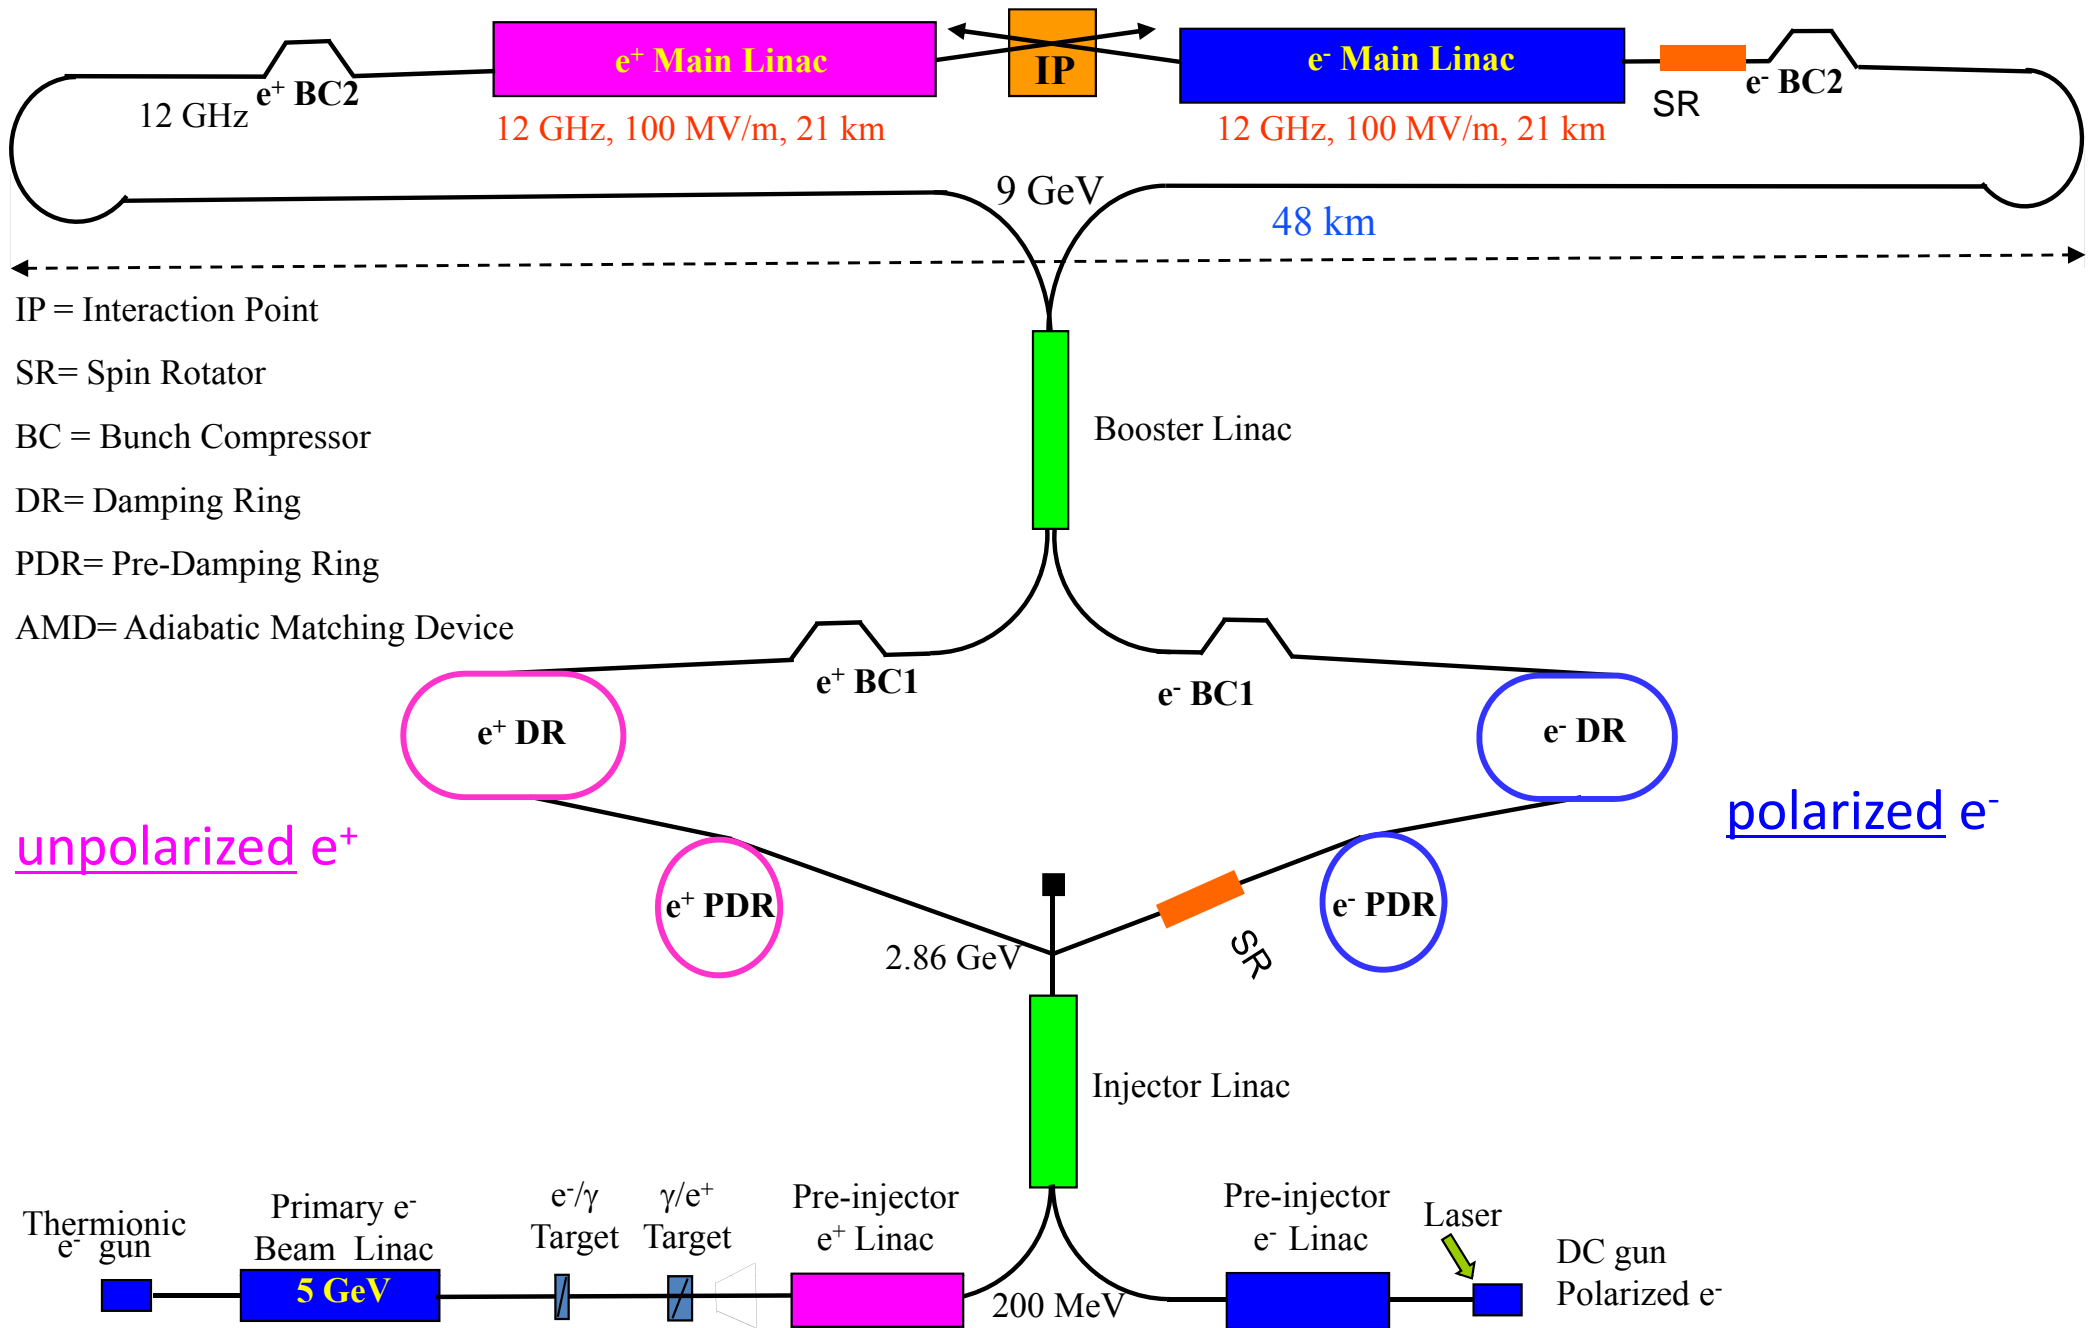 e⁺ Main Linac
IP
e⁻ Main Linac
e⁺ BC2
e⁻ BC2
SR
12 GHz
12 GHz, 100 MV/m, 21 km
12 GHz, 100 MV/m, 21 km
9 GeV
48 km
IP = Interaction Point
SR= Spin Rotator
BC = Bunch Compressor
DR= Damping Ring
PDR= Pre-Damping Ring
AMD= Adiabatic Matching Device
Booster Linac
e⁺ BC1
e⁻ BC1
e⁺ DR
e⁻ DR
unpolarized e⁺
polarized e⁻
e⁺ PDR
e⁻ PDR
SR
2.86 GeV
Injector Linac
Thermionic
e⁻ gun
Primary e⁻
Beam Linac
5 GeV
e⁻/γ
Target
γ/e⁺
Target
Pre-injector
e⁺ Linac
200 MeV
Pre-injector
e⁻ Linac
Laser
DC gun
Polarized e⁻